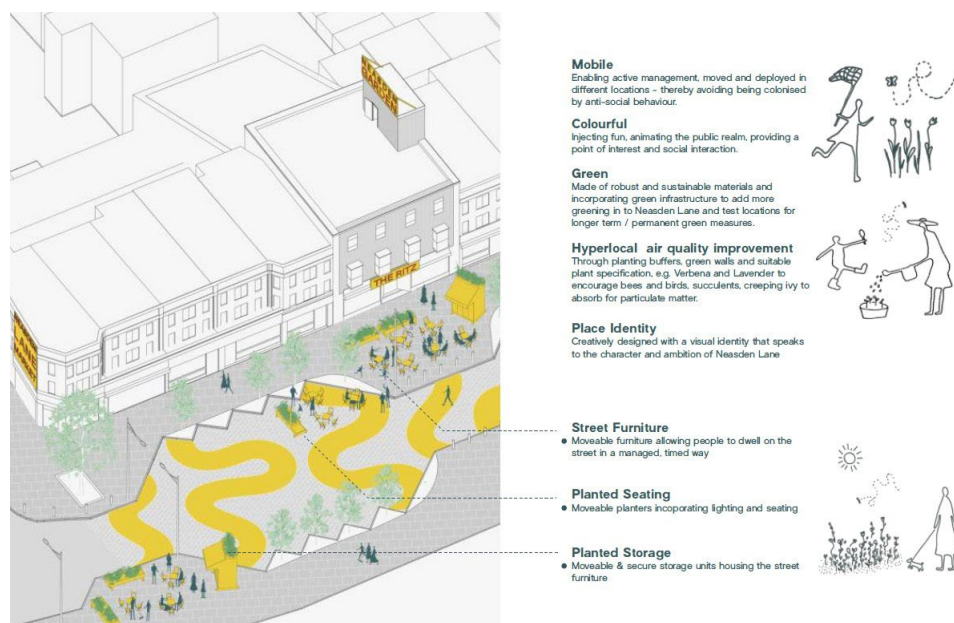 NEASDEN
GARDEN
THE RITZ
NEASDEN
LANE
MARKET
Mobile
Enabling active management, moved and deployed in
different locations - thereby avoiding being colonised
by anti-social behaviour.
Colourful
Injecting fun, animating the public realm, providing a
point of interest and social interaction.
Green
Made of robust and sustainable materials and
incorporating green infrastructure to add more
greening in to Neasden Lane and test locations for
longer term / permanent green measures.
Hyperlocal air quality improvement
Through planting buffers, green walls and suitable
plant specification, e.g. Verbena and Lavender to
encourage bees and birds, succulents, creeping ivy to
absorb for particulate matter.
Place Identity
Creatively designed with a visual identity that speaks
to the character and ambition of Neasden Lane
Street Furniture
• Moveable furniture allowing people to dwell on the
street in a managed, timed way
Planted Seating
• Moveable planters incoporating lighting and seating
Planted Storage
• Moveable & secure storage units housing the street
furniture